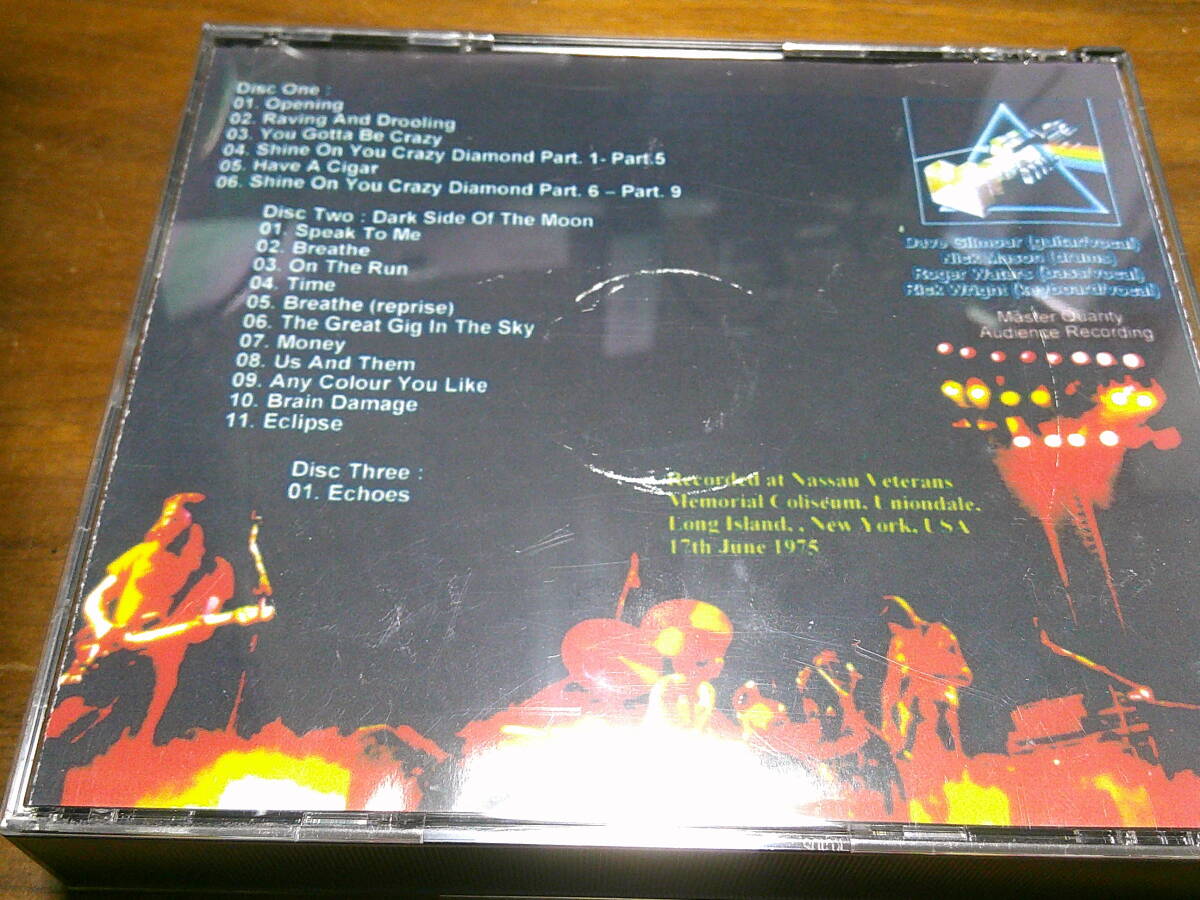 Disc One :
01. Opening
02. Raving And Drooling
03. You Gotta Be Crazy
04. Shine On You Crazy Diamond Part. 1- Part.5
05. Have A Cigar
06. Shine On You Crazy Diamond Part. 6 – Part. 9
Disc Two : Dark Side Of The Moon
01. Speak To Me
02. Breathe
03. On The Run
04. Time
05. Breathe (reprise)
06. The Great Gig In The Sky
07. Money
08. Us And Them
09. Any Colour You Like
10. Brain Damage
11. Eclipse
Disc Three :
01. Echoes
Dave Gilmour (guitar/vocal)
Nick Mason (drums)
Roger Waters (bass/vocal)
Rick Wright (keyboard/vocal)
Master Quality
Audience Recording
Recorded at Nassau Veterans
Memorial Coliseum, Uniondale,
Long Island, , New York, USA
17th June 1975